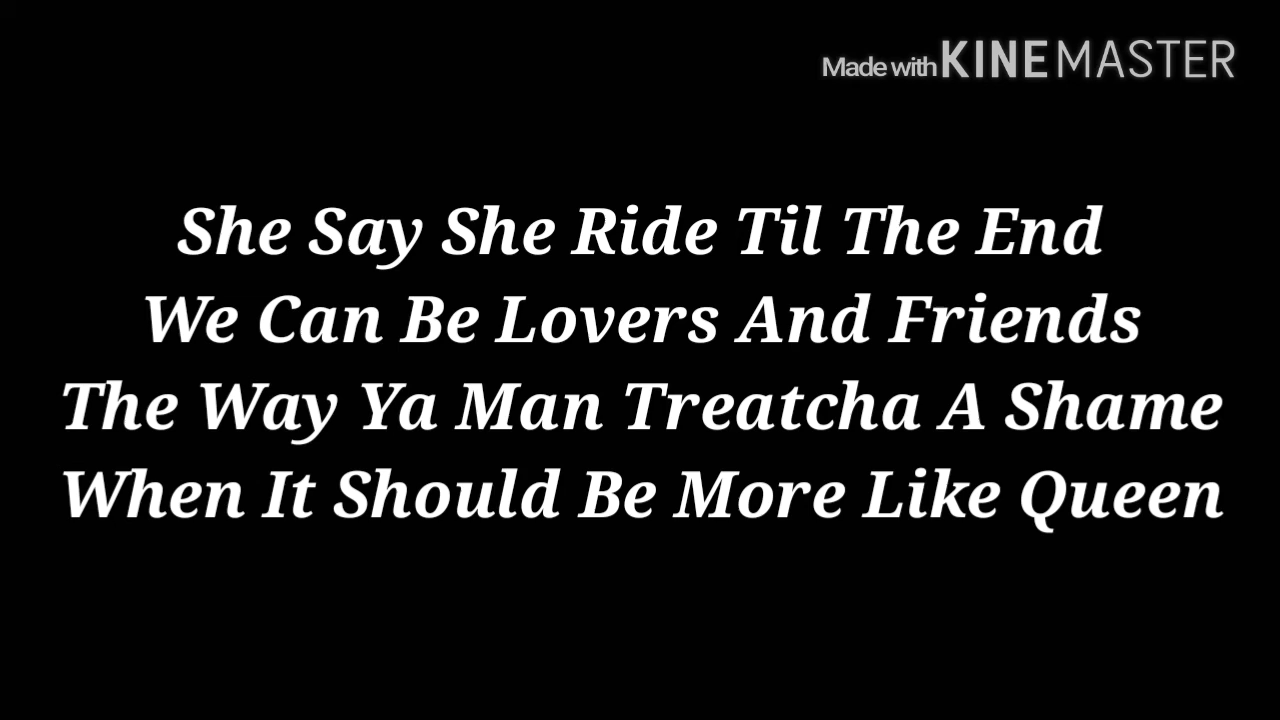 Made with KINEMASTER
She Say She Ride Til The End
We Can Be Lovers And Friends
The Way Ya Man Treatcha A Shame
When It Should Be More Like Queen